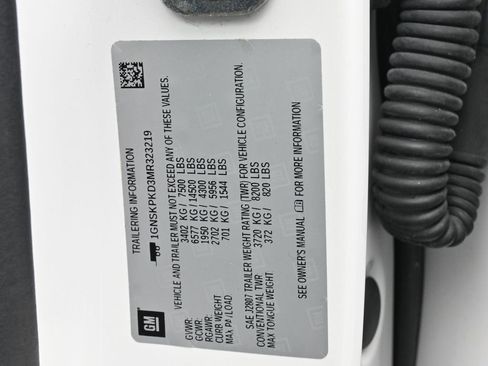 GM
TRAILERING INFORMATION
1GNSKPKD3MR323219
VEHICLE AND TRAILER MUST NOT EXCEED ANY OF THESE VALUES.
GVWR: 3402 KG/ 7500 LBS
GCWR: 6577 KG/14500 LBS
RGAWR: 1950 KG/ 4300 LBS
CURB WEIGHT 2702 KG/ 5956 LBS
MAX PAYLOAD 701 KG/ 1544 LBS
SAE J2807 TRAILER WEIGHT RATING (TWR) FOR VEHICLE CONFIGURATION.
CONVENTIONAL TWR 3720 KG/ 8200 LBS
MAX TONGUE WEIGHT. 372 KG/ 820 LBS
SEE OWNER'S MANUAL FOR MORE INFORMATION